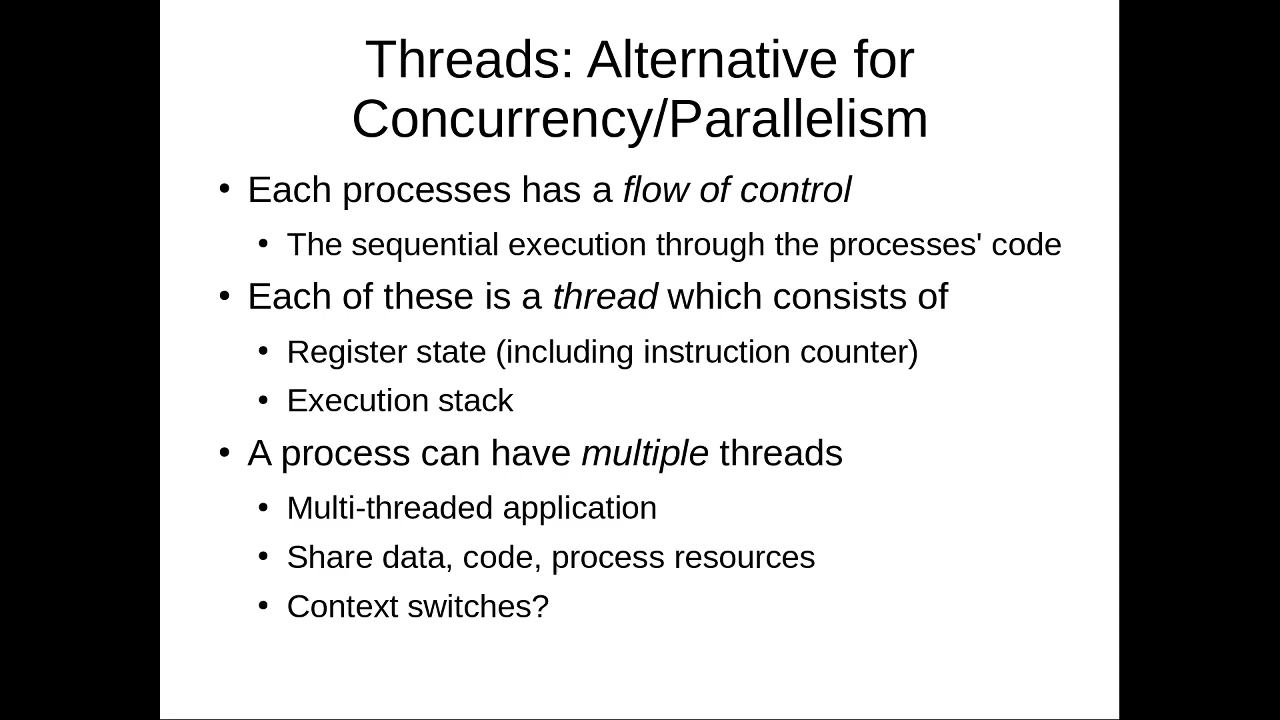 Threads: Alternative for
Concurrency/Parallelism
• Each processes has a flow of control
• The sequential execution through the processes' code
• Each of these is a thread which consists of
• Register state (including instruction counter)
• Execution stack
• A process can have multiple threads
• Multi-threaded application
• Share data, code, process resources
• Context switches?